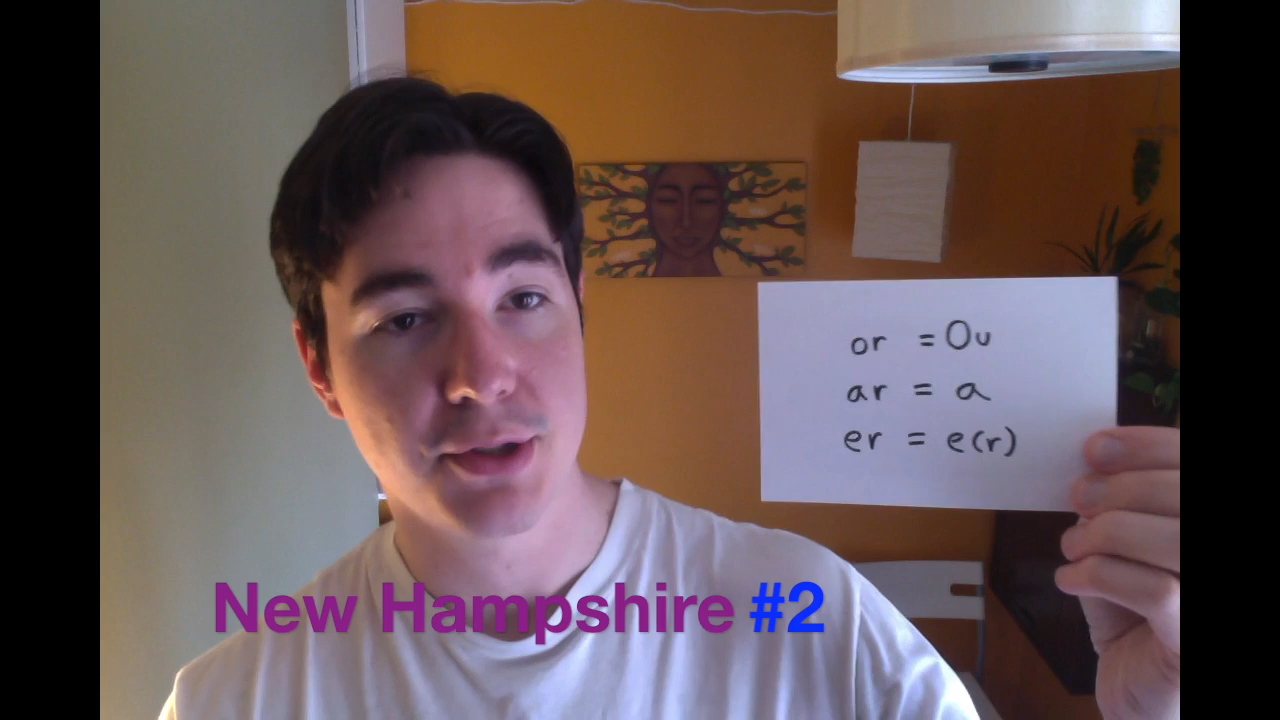 or = Ou
ar = a
er = e(r)
New Hampshire #2